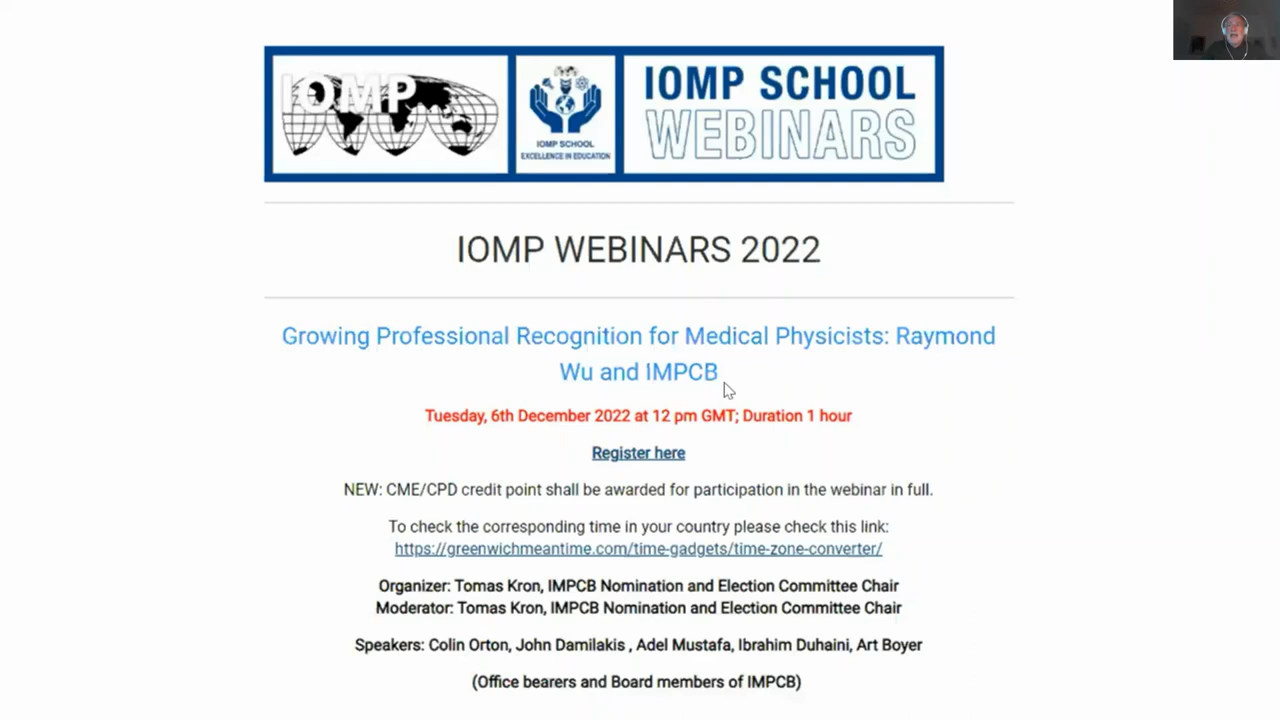 IOMP
IOMP SCHOOL
EXCELLENCE IN EDUCATION
IOMP SCHOOL
WEBINARS
IOMP WEBINARS 2022
Growing Professional Recognition for Medical Physicists: Raymond
Wu and IMPCB
Tuesday, 6th December 2022 at 12 pm GMT; Duration 1 hour
Register here
NEW: CME/CPD credit point shall be awarded for participation in the webinar in full.
To check the corresponding time in your country please check this link:
https://greenwichmeantime.com/time-gadgets/time-zone-converter/
Organizer: Tomas Kron, IMPCB Nomination and Election Committee Chair
Moderator: Tomas Kron, IMPCB Nomination and Election Committee Chair
Speakers: Colin Orton, John Damilakis , Adel Mustafa, Ibrahim Duhaini, Art Boyer
(Office bearers and Board members of IMPCB)